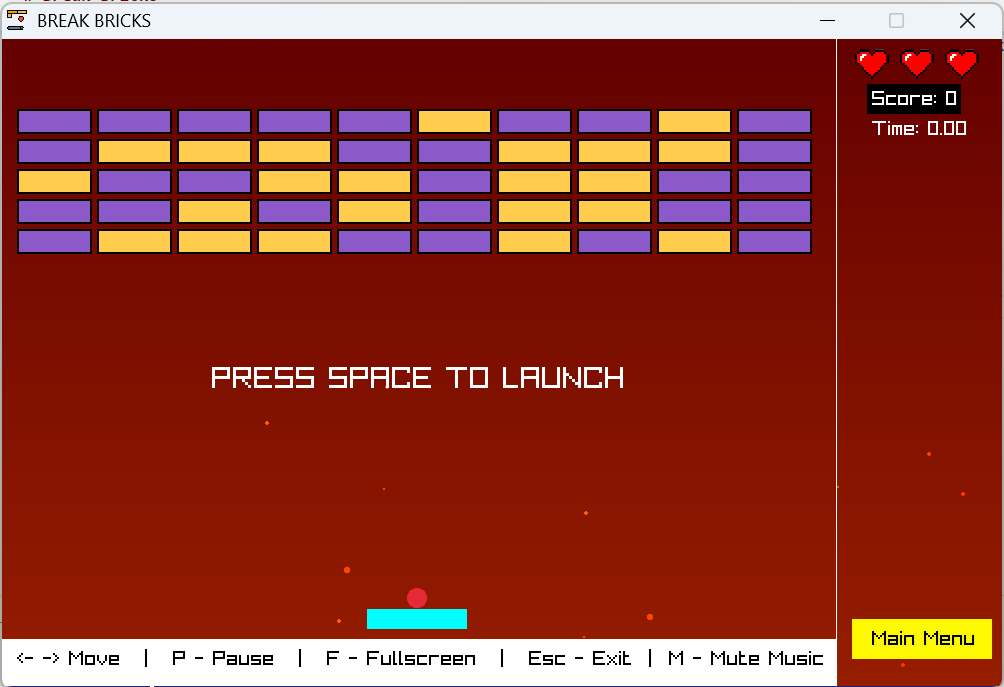 BREAK BRICKS
Score: 0
Time: 0.00
PRESS SPACE TO LAUNCH
Main Menu
<- -> Move | P - Pause | F - Fullscreen | Esc - Exit | M - Mute Music